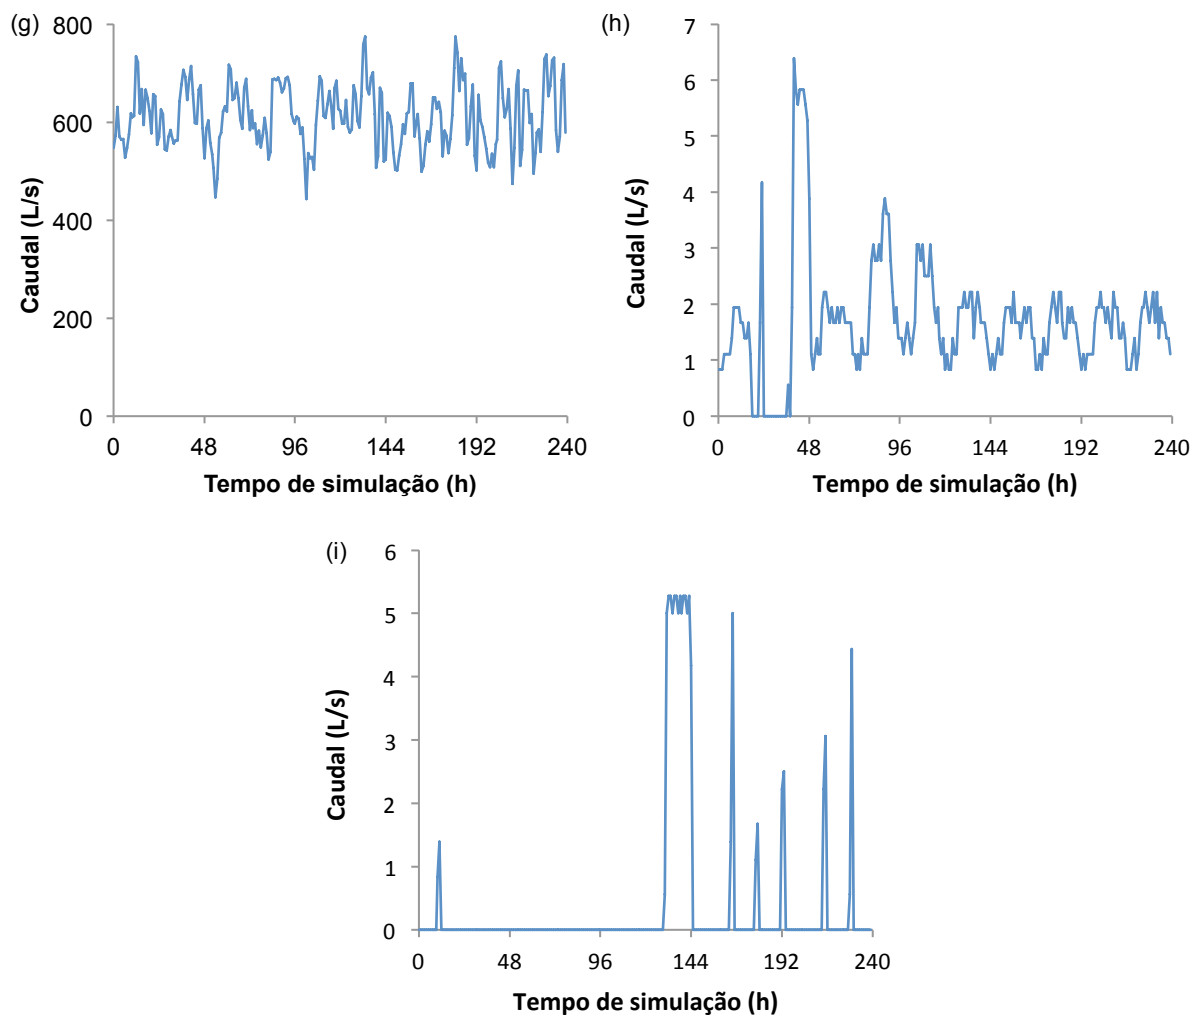 (g)
800
600
400
200
0
Caudal (L/s)
0 48 96 144 192 240
Tempo de simulação (h)
(h)
7
6
5
4
3
2
1
0
Caudal (L/s)
0 48 96 144 192 240
Tempo de simulação (h)
(i)
6
5
4
3
2
1
0
Caudal (L/s)
0 48 96 144 192 240
Tempo de simulação (h)